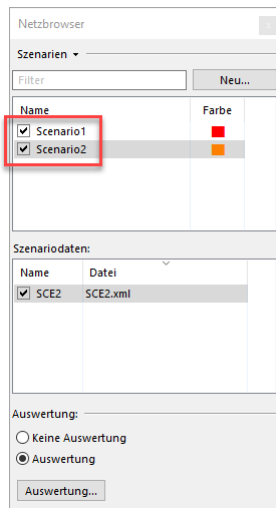 Netzbrowser
Szenarien
Filter Neu...
Name Farbe
Scenario1
Scenario2
Szenariodaten:
Name Datei
SCE2 SCE2.xml
Auswertung:
Keine Auswertung
Auswertung
Auswertung...